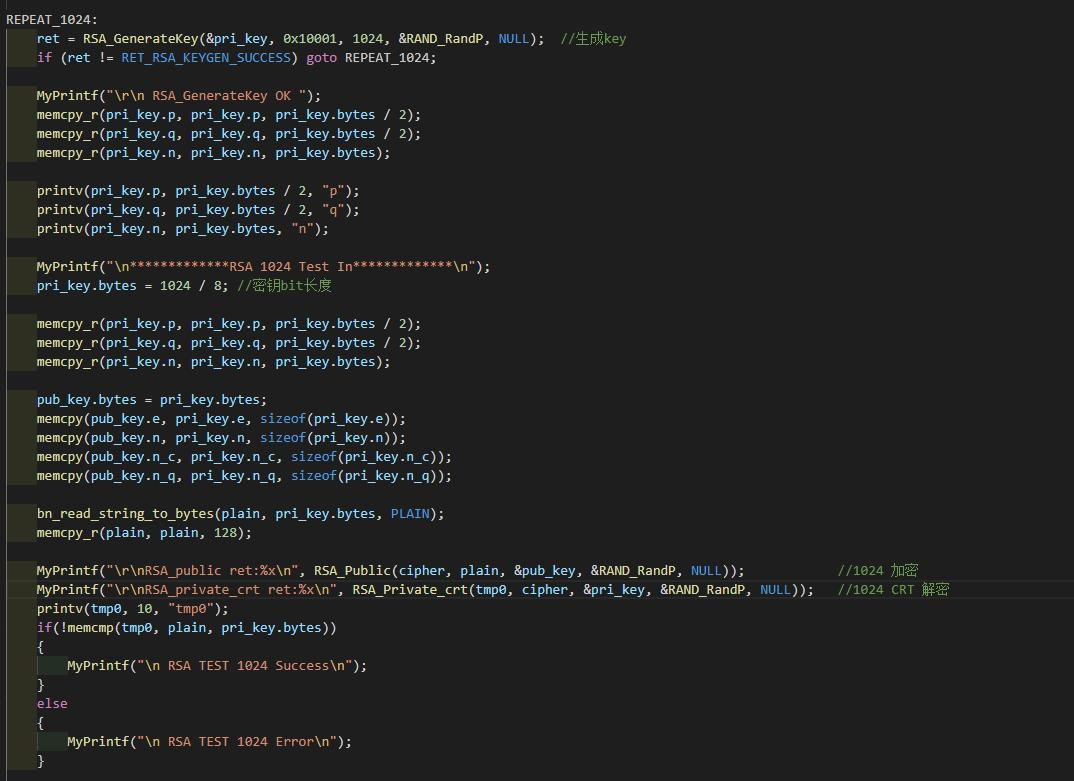 REPEAT_1024:
ret = RSA_GenerateKey(&pri_key, 0x10001, 1024, &RAND_RandP, NULL);  //生成key
if (ret != RET_RSA_KEYGEN_SUCCESS) goto REPEAT_1024;
MyPrintf("\r\n RSA_GenerateKey OK ");
memcpy_r(pri_key.p, pri_key.p, pri_key.bytes / 2);
memcpy_r(pri_key.q, pri_key.q, pri_key.bytes / 2);
memcpy_r(pri_key.n, pri_key.n, pri_key.bytes);
printv(pri_key.p, pri_key.bytes / 2, "p");
printv(pri_key.q, pri_key.bytes / 2, "q");
printv(pri_key.n, pri_key.bytes, "n");
MyPrintf("\n*************RSA 1024 Test In*************\n");
pri_key.bytes = 1024 / 8; //密钥bit长度
memcpy_r(pri_key.p, pri_key.p, pri_key.bytes / 2);
memcpy_r(pri_key.q, pri_key.q, pri_key.bytes / 2);
memcpy_r(pri_key.n, pri_key.n, pri_key.bytes);
pub_key.bytes = pri_key.bytes;
memcpy(pub_key.e, pri_key.e, sizeof(pri_key.e));
memcpy(pub_key.n, pri_key.n, sizeof(pri_key.n));
memcpy(pub_key.n_c, pri_key.n_c, sizeof(pri_key.n_c));
memcpy(pub_key.n_q, pri_key.n_q, sizeof(pri_key.n_q));
bn_read_string_to_bytes(plain, pri_key.bytes, PLAIN);
memcpy_r(plain, plain, 128);
MyPrintf("\r\nRSA_public ret:%x\n", RSA_Public(cipher, plain, &pub_key, &RAND_RandP, NULL));            //1024 加密
MyPrintf("\r\nRSA_private_crt ret:%x\n", RSA_Private_crt(tmp0, cipher, &pri_key, &RAND_RandP, NULL));   //1024 CRT 解密
printv(tmp0, 10, "tmp0");
if(!memcmp(tmp0, plain, pri_key.bytes))
{
MyPrintf("\n RSA TEST 1024 Success\n");
}
else
{
MyPrintf("\n RSA TEST 1024 Error\n");
}